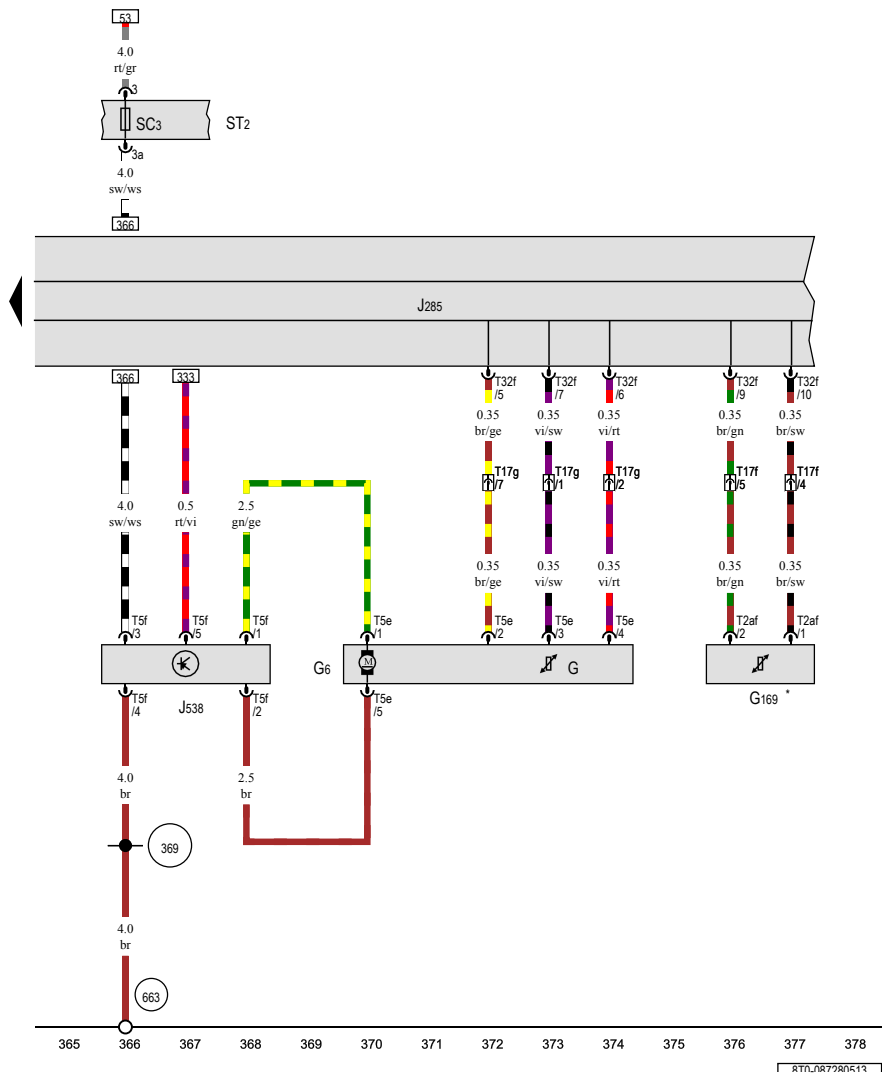 53
4.0
rt/gr
3
SC3
ST2
3a
4.0
sw/ws
366
J285
366
333
T32f
/5
T32f
/7
T32f
/6
T32f
/9
T32f
/10
0.35
br/ge
0.35
vi/sw
0.35
vi/rt
0.35
br/gn
0.35
br/sw
T17g
/7
T17g
/1
T17g
/2
T17f
/5
T17f
/4
4.0
sw/ws
0.5
rt/vi
2.5
gn/ge
0.35
br/ge
0.35
vi/sw
0.35
vi/rt
0.35
br/gn
0.35
br/sw
T5f
/3
T5f
/5
T5f
/1
T5e
/1
T5e
/2
T5e
/3
T5e
/4
T2af
/2
T2af
/1
G6
M
G
T5f
/4
J538
T5f
/2
T5e
/5
G169 *
4.0
br
2.5
br
369
4.0
br
663
365 366 367 368 369 370 371 372 373 374 375 376 377 378
8T0-087280513